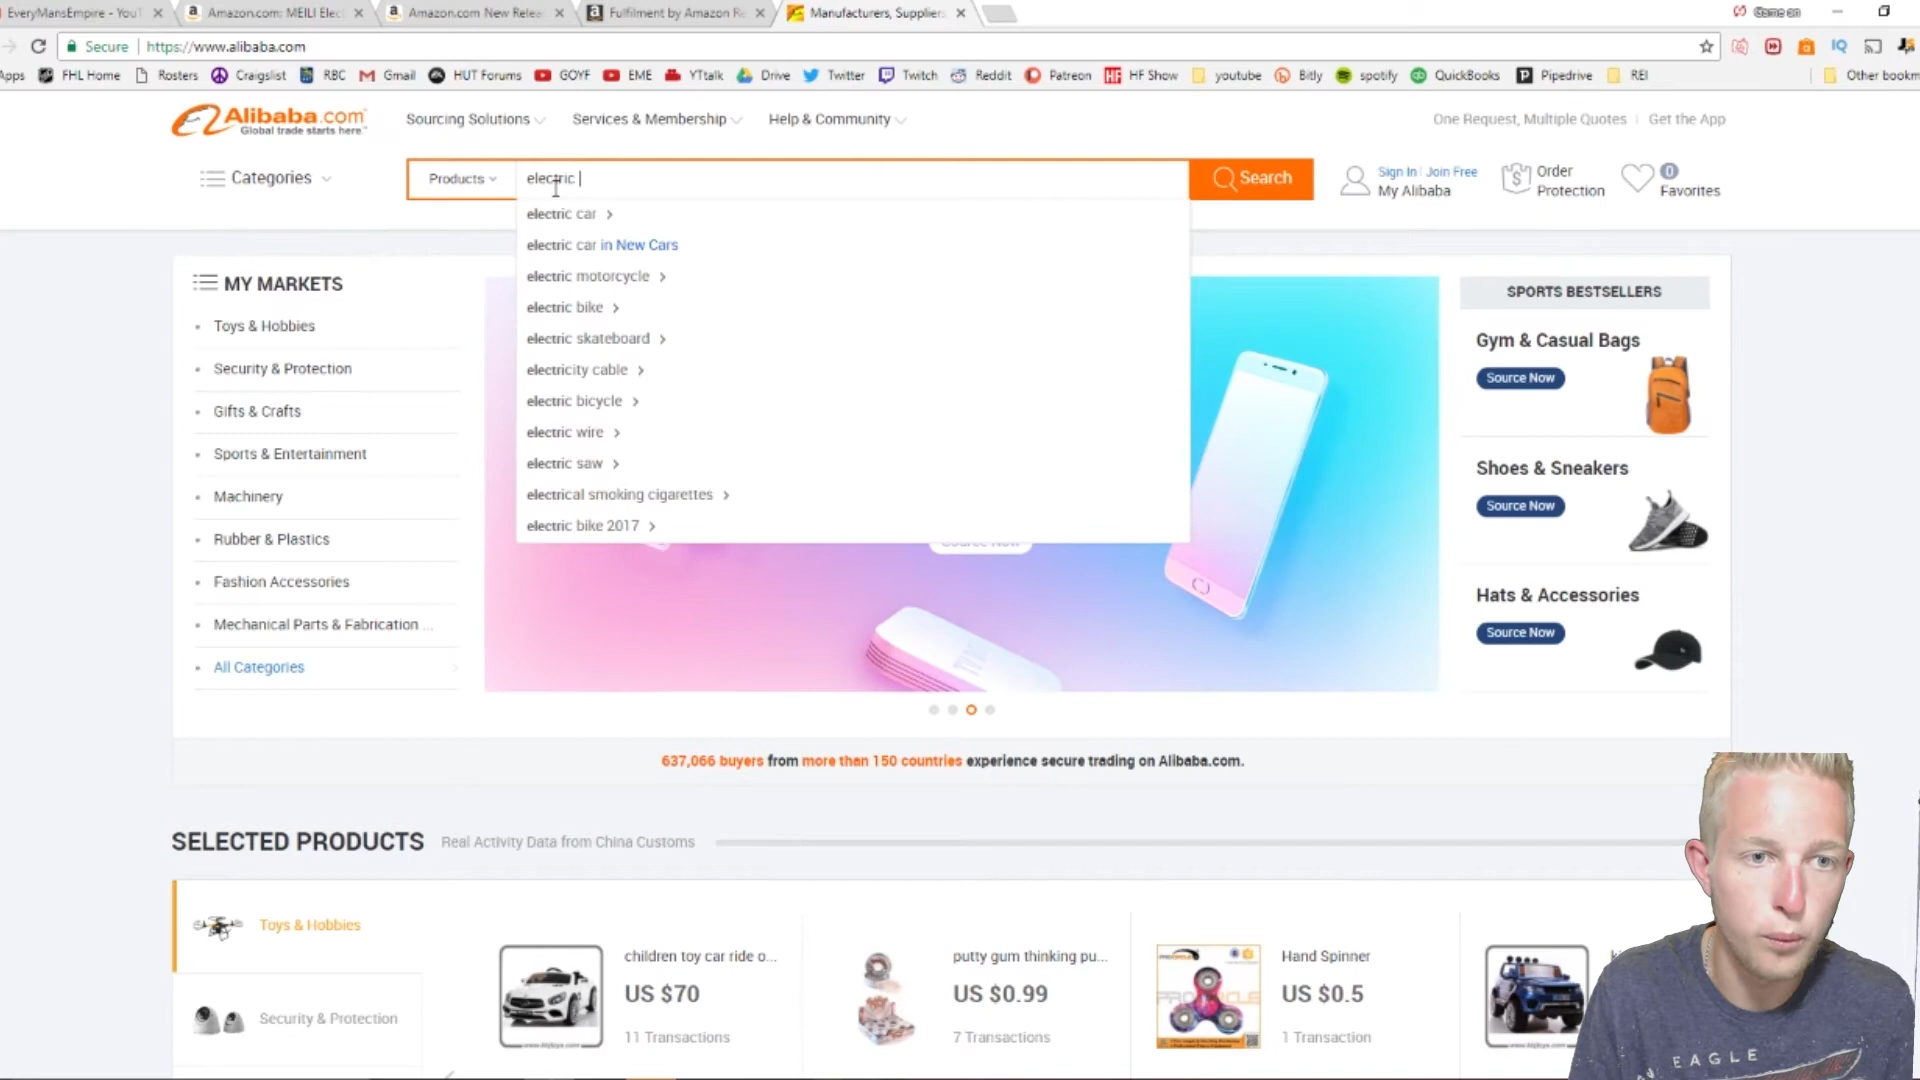 EveryMansEmpire - YouT
Amazon.com: MEILI Elec
Amazon.com New Relea
Fulfilment by Amazon Re
Manufacturers, Suppliers
Secure
https://www.alibaba.com
Apps
FHL Home
Rosters
Craigslist
RBC
Gmail
HUT Forums
GOYF
EME
YTtalk
Drive
Twitter
Twitch
Reddit
Patreon
HF Show
youtube
Bitly
spotify
QuickBooks
Pipedrive
REI
Other bookm
Alibaba.com
Global trade starts here.™
Sourcing Solutions
Services & Membership
Help & Community
One Request, Multiple Quotes
Get the App
Categories
Products
electric
Search
Sign In | Join Free
My Alibaba
Order
Protection
0
Favorites
electric car
electric car in New Cars
electric motorcycle
electric bike
electric skateboard
electricity cable
electric bicycle
electric wire
electric saw
electrical smoking cigarettes
electric bike 2017
MY MARKETS
Toys & Hobbies
Security & Protection
Gifts & Crafts
Sports & Entertainment
Machinery
Rubber & Plastics
Fashion Accessories
Mechanical Parts & Fabrication ...
All Categories
Source Now
SPORTS BESTSELLERS
Gym & Casual Bags
Source Now
Shoes & Sneakers
Source Now
Hats & Accessories
Source Now
637,066 buyers from more than 150 countries experience secure trading on Alibaba.com.
SELECTED PRODUCTS
Real Activity Data from China Customs
Toys & Hobbies
Security & Protection
children toy car ride o...
US $70
11 Transactions
putty gum thinking pu...
US $0.99
7 Transactions
Hand Spinner
US $0.5
1 Transaction
EAGLE